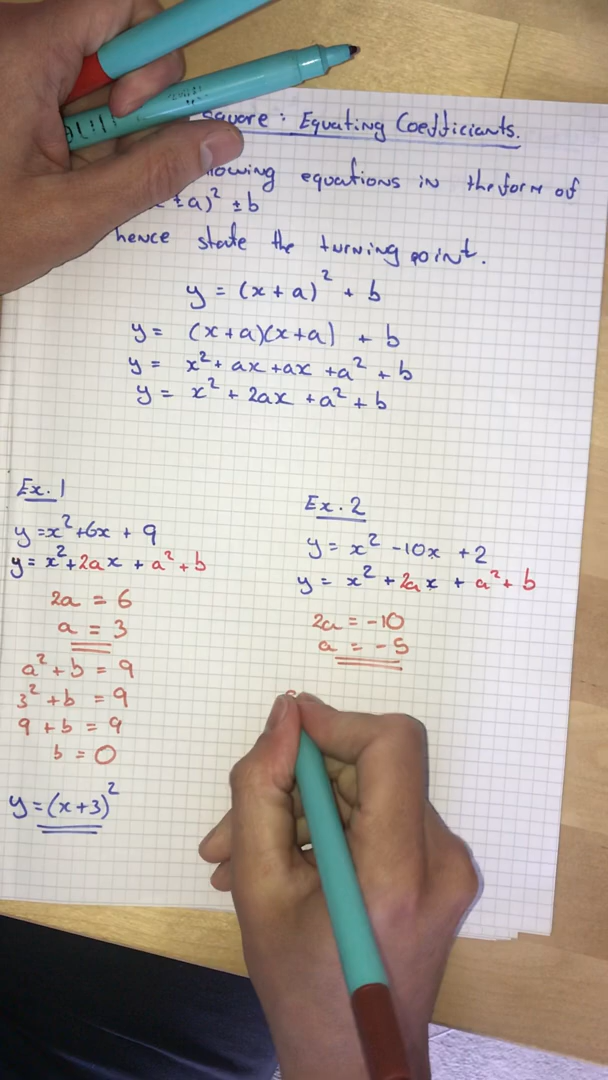 square : Equating Coefficiants.
equations in the form of
a)² ± b
hence state the turning point.
y = (x + a)² + b
y = (x+a)(x+a) + b
y = x² + ax + ax + a² + b
y = x² + 2ax + a² + b
Ex. 1
y = x² + 6x + 9
y = x² + 2ax + a² + b
2a = 6
a = 3
a² + b = 9
3² + b = 9
9 + b = 9
b = 0
y = (x + 3)²
Ex. 2
y = x² - 10x + 2
y = x² + 2ax + a² + b
2a = -10
a = -5